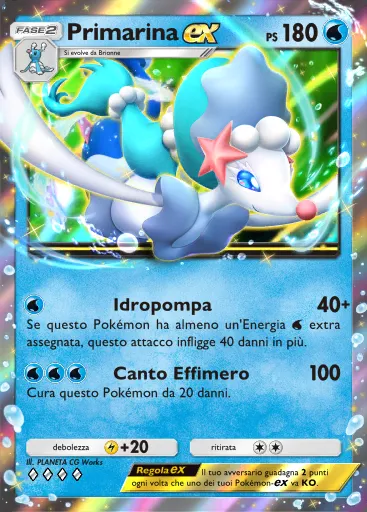 FASE 2 Primarina ex PS 180
Si evolve da Brionne
Idropompa 40+
Se questo Pokémon ha almeno un'Energia extra
assegnata, questo attacco infligge 40 danni in più.
Canto Effimero 100
Cura questo Pokémon da 20 danni.
debolezza +20 ritirata
Ill. PLANETA CG Works
Regola ex Il tuo avversario guadagna 2 punti
ogni volta che uno dei tuoi Pokémon-ex va KO.